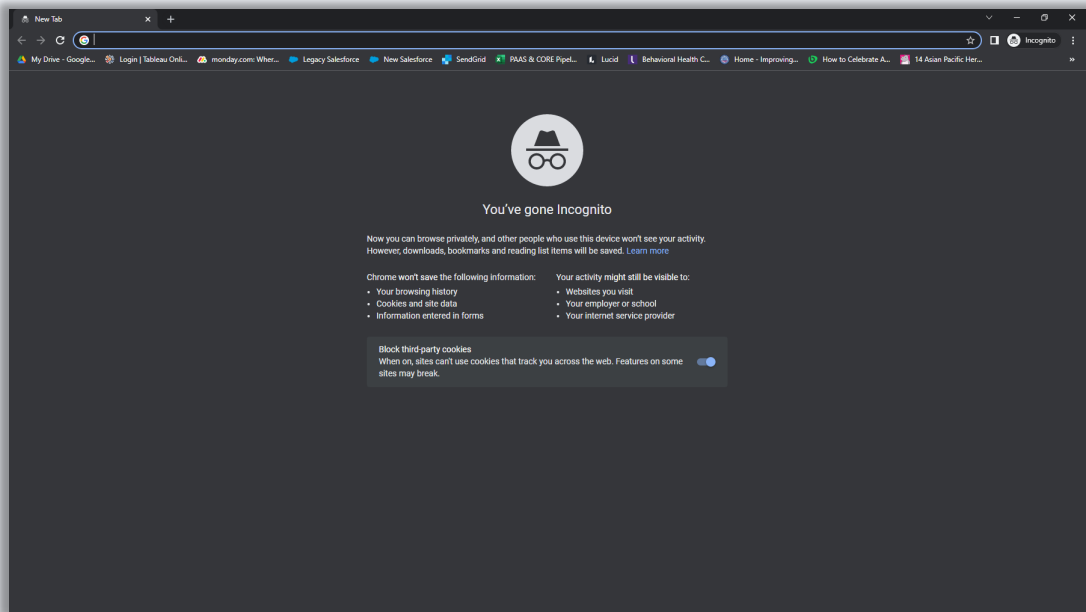 New Tab
Incognito
My Drive - Google... Login | Tableau Onli... monday.com: Wher... Legacy Salesforce New Salesforce SendGrid PAAS & CORE Pipel... Lucid Behavioral Health C... Home - Improving... How to Celebrate A... 14 Asian Pacific Her... »
You've gone Incognito
Now you can browse privately, and other people who use this device won't see your activity.
However, downloads, bookmarks and reading list items will be saved. Learn more
Chrome won't save the following information:
• Your browsing history
• Cookies and site data
• Information entered in forms
Your activity might still be visible to:
• Websites you visit
• Your employer or school
• Your internet service provider
Block third-party cookies
When on, sites can't use cookies that track you across the web. Features on some
sites may break.